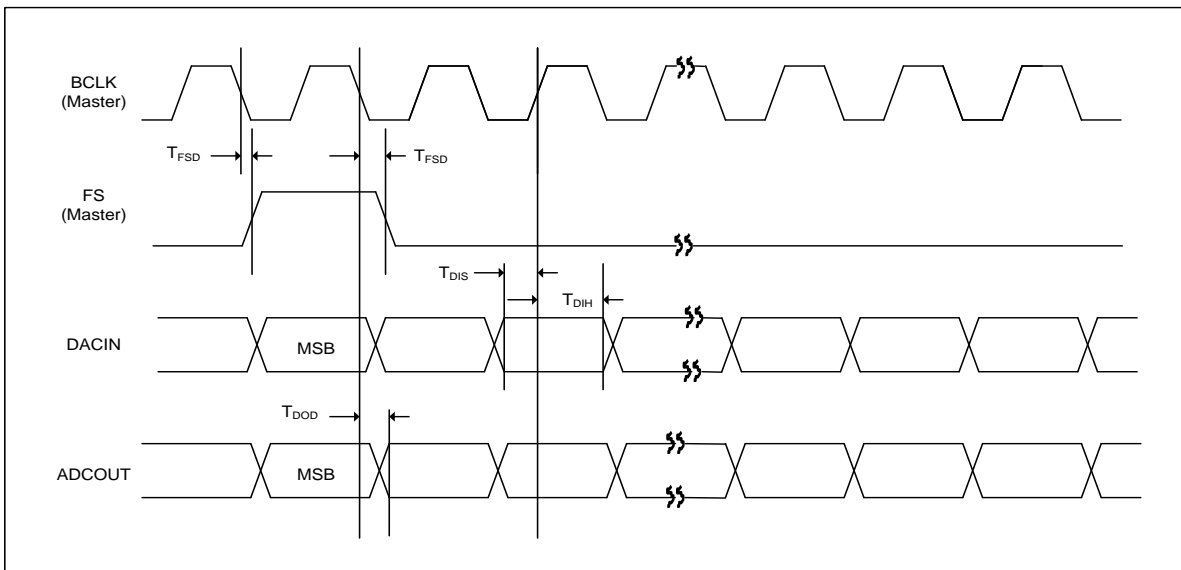 BCLK
(Master)
TFSD
TFSD
FS
(Master)
TDIS
TDIH
DACIN
MSB
TDOD
ADCOUT
MSB